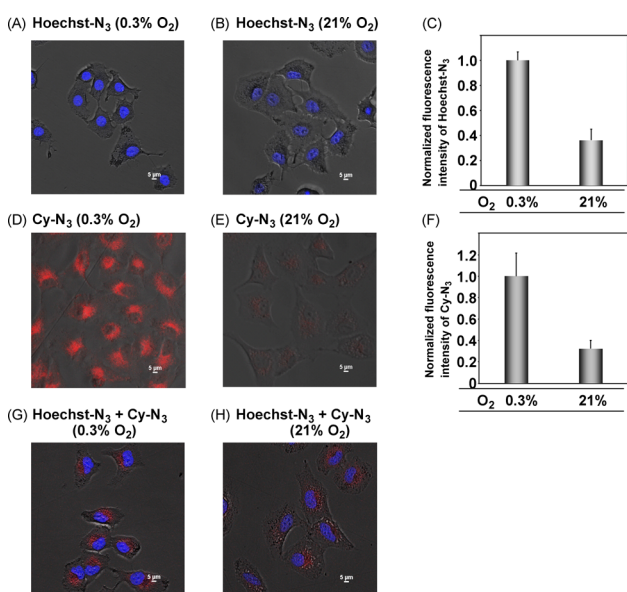 (A) Hoechst-N3 (0.3% O2)
5 µm
(B) Hoechst-N3 (21% O2)
5 µm
(C)
Normalized fluorescence
intensity of Hoechst-N3
1.0
0.8
0.6
0.4
0.2
0
O2 0.3% 21%
(D) Cy-N3 (0.3% O2)
5 µm
(E) Cy-N3 (21% O2)
5 µm
(F)
Normalized fluorescence
intensity of Cy-N3
1.2
1.0
0.8
0.6
0.4
0.2
0
O2 0.3% 21%
(G) Hoechst-N3 + Cy-N3
(0.3% O2)
5 µm
(H) Hoechst-N3 + Cy-N3
(21% O2)
5 µm